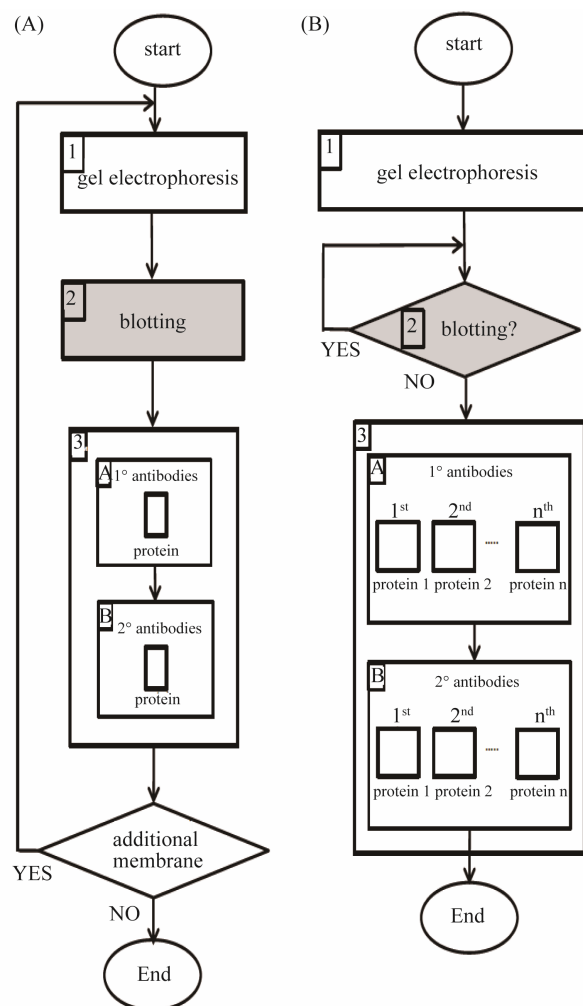 (A)
start
1
gel electrophoresis
2
blotting
3
A
1° antibodies
protein
B
2° antibodies
protein
additional
membrane
YES
NO
End
(B)
start
1
gel electrophoresis
2
blotting?
YES
NO
3
A
1° antibodies
1st 2nd ..... nth
protein 1 protein 2 protein n
B
2° antibodies
1st 2nd ..... nth
protein 1 protein 2 protein n
End